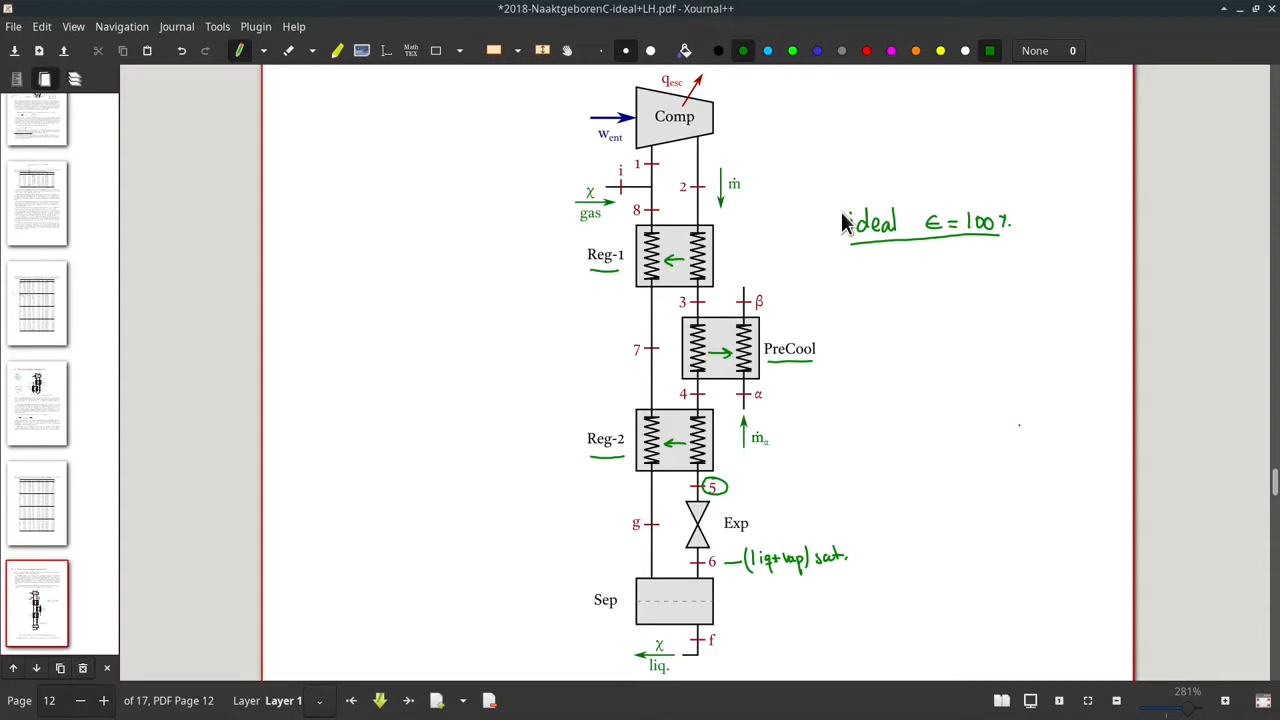 *2018-NaaktgeborenC-ideal+LH.pdf - Xournal++
File Edit View Navigation Journal Tools Plugin Help
Math TEX
None 0
q_esc
Comp
w_ent
1
i
χ
2
ṁ
gas
8
ideal ϵ = 100%
Reg-1
3
β
7
PreCool
4
α
Reg-2
ṁ_α
5
g
Exp
6 (liq+vap) sat.
Sep
f
χ
liq.
281%
Page 12 of 17, PDF Page 12 Layer Layer 1